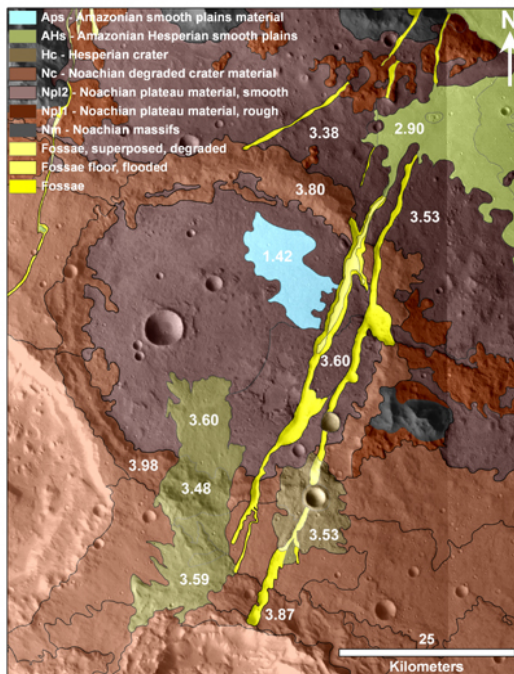 Aps - Amazonian smooth plains material
AHs - Amazonian Hesperian smooth plains
Hc - Hesperian crater
Nc - Noachian degraded crater material
Npl2 - Noachian plateau material, smooth
Npl1 - Noachian plateau material, rough
Nm - Noachian massifs
Fossae, superposed, degraded
Fossae floor, flooded
Fossae
N
3.38
2.90
3.80
3.53
1.42
3.60
3.60
3.98
3.48
3.53
3.59
3.87
25
Kilometers